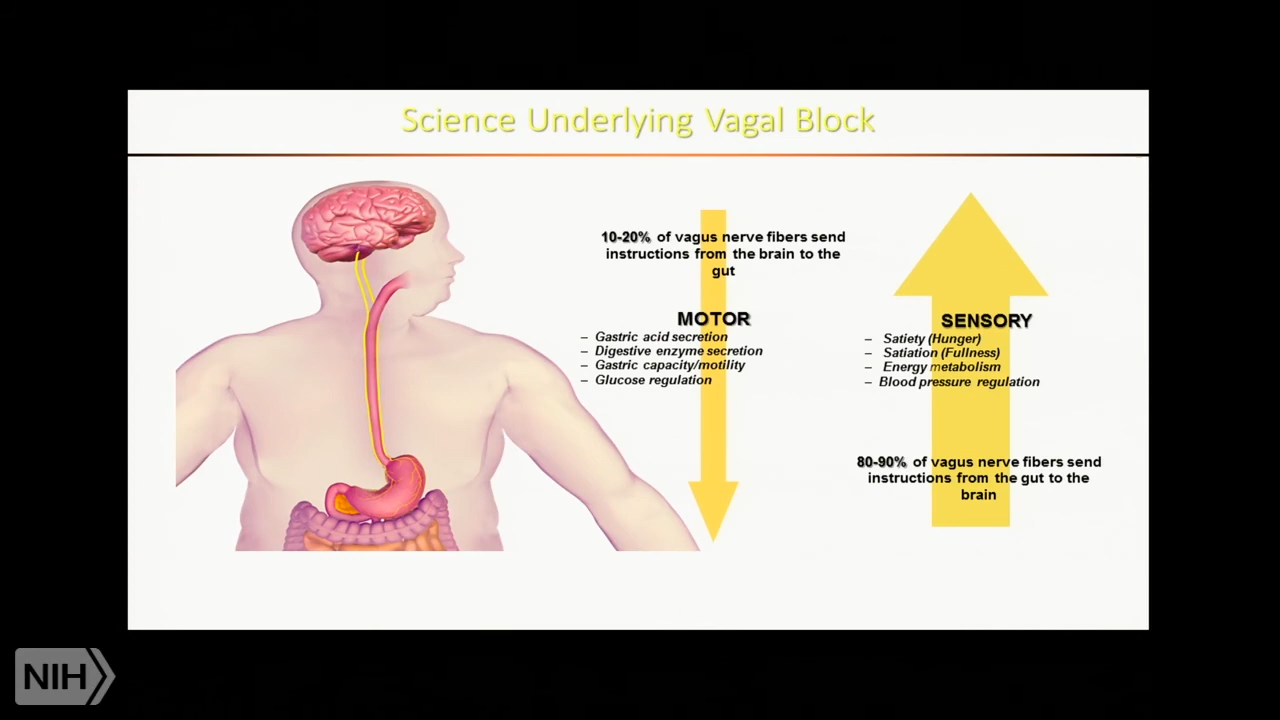 Science Underlying Vagal Block
10-20% of vagus nerve fibers send
instructions from the brain to the
gut
MOTOR
– Gastric acid secretion
– Digestive enzyme secretion
– Gastric capacity/motility
– Glucose regulation
SENSORY
– Satiety (Hunger)
– Satiation (Fullness)
– Energy metabolism
– Blood pressure regulation
80-90% of vagus nerve fibers send
instructions from the gut to the
brain
NIH